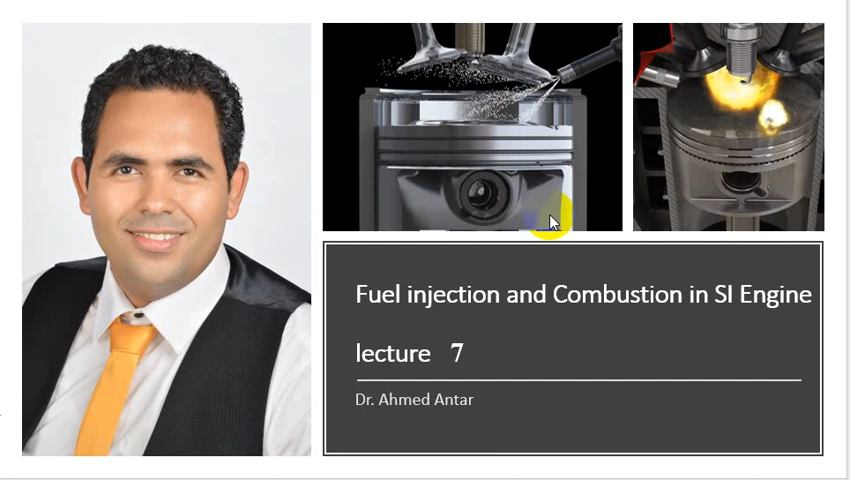 Fuel injection and Combustion in SI Engine
lecture 7
Dr. Ahmed Antar